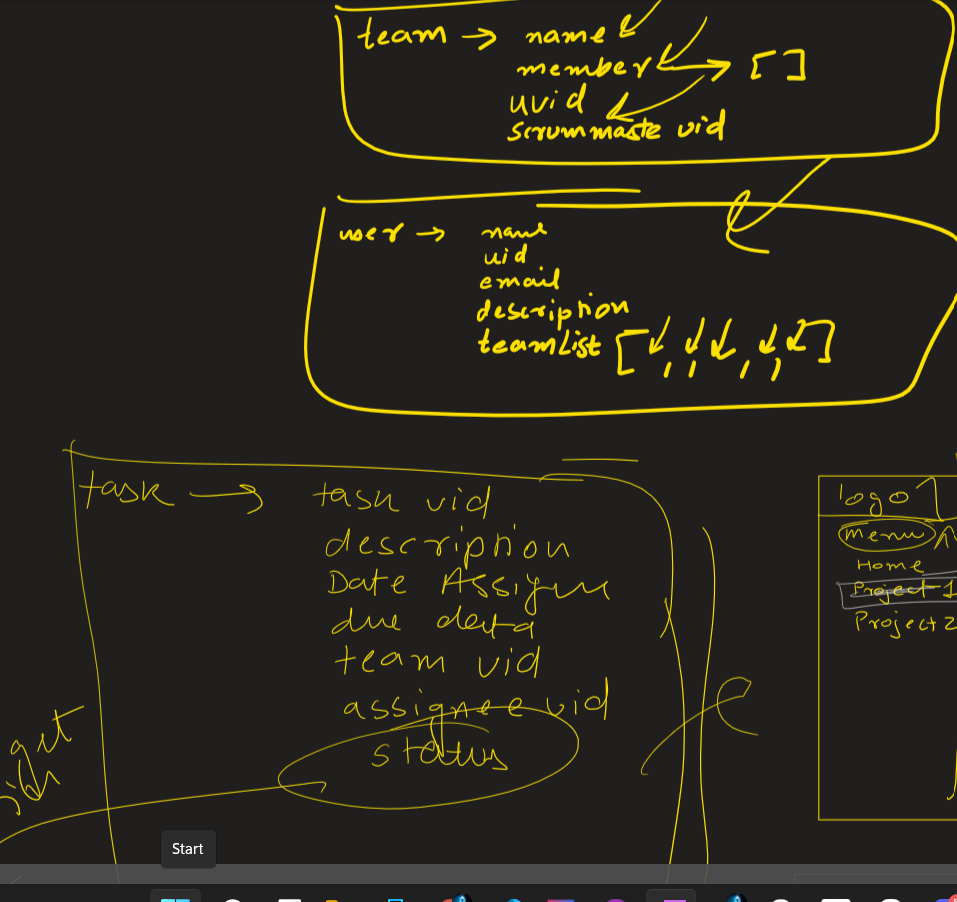 team → name
member → [ ]
uvid
scrummaste vid
user → name
uid
email
description
teamList [ , , , , ]
task → task vid
description
Date Assign
due data
team vid
assignee vid
status
logo
menu
Home
Project 1
Project 2
Start